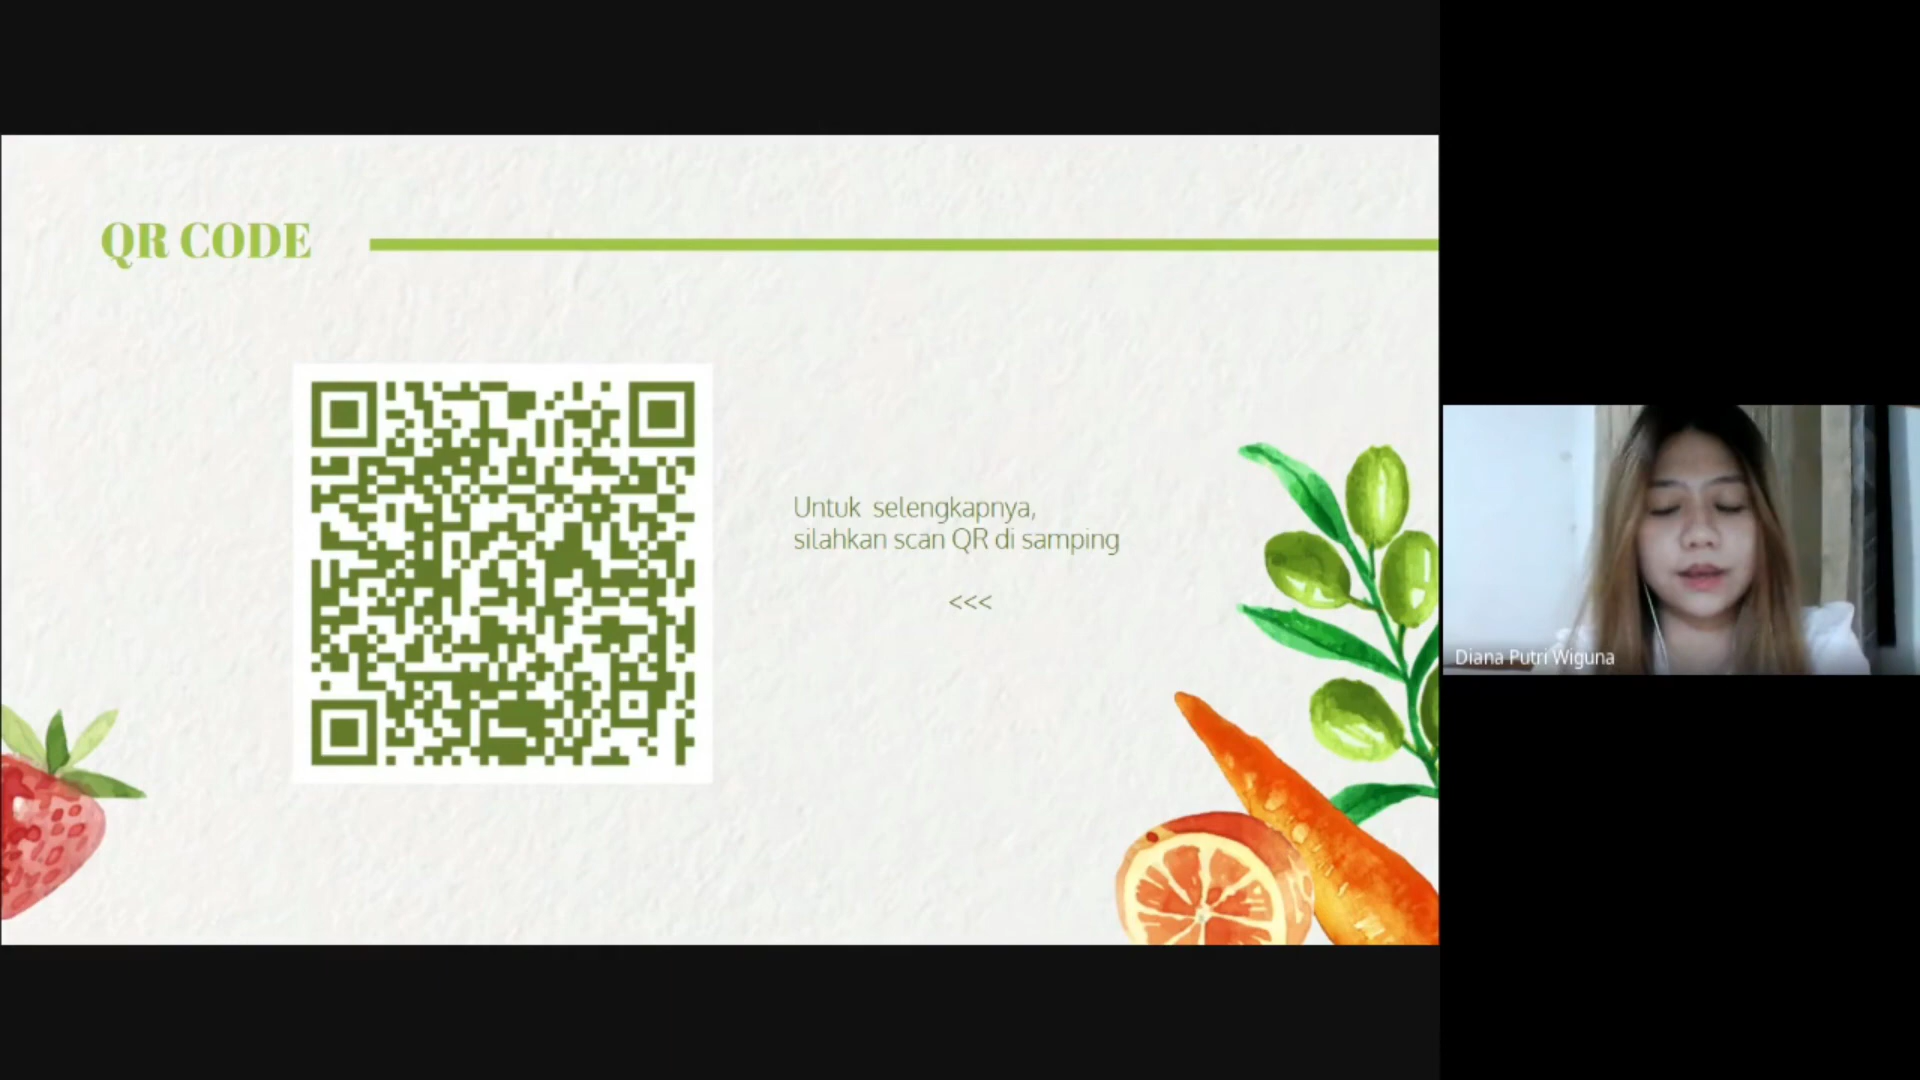 QR CODE
Untuk selengkapnya,
silahkan scan QR di samping
<<<
Diana Putri Wiguna